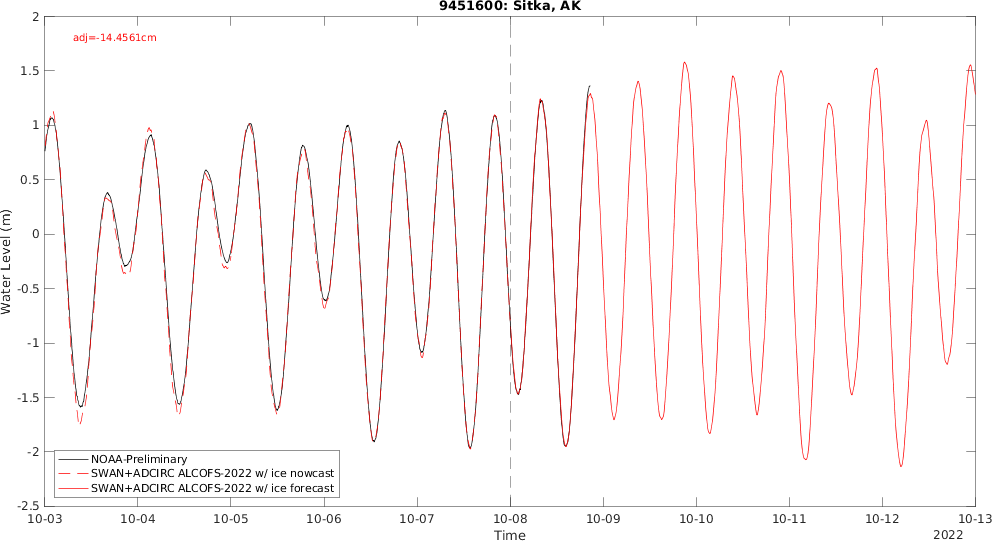 9451600: Sitka, AK
adj=-14.4561cm
2
1.5
1
0.5
0
-0.5
-1
-1.5
-2
-2.5
Water Level (m)
NOAA-Preliminary
SWAN+ADCIRC ALCOFS-2022 w/ ice nowcast
SWAN+ADCIRC ALCOFS-2022 w/ ice forecast
10-03 10-04 10-05 10-06 10-07 10-08 10-09 10-10 10-11 10-12 10-13
Time
2022